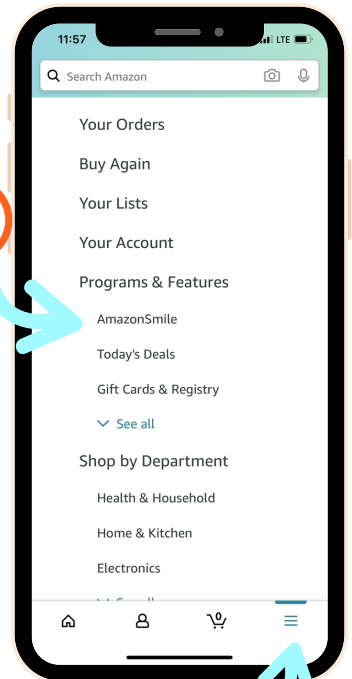 11:57
LTE
Search Amazon
Your Orders
Buy Again
Your Lists
Your Account
Programs & Features
AmazonSmile
Today's Deals
Gift Cards & Registry
See all
Shop by Department
Health & Household
Home & Kitchen
Electronics
0